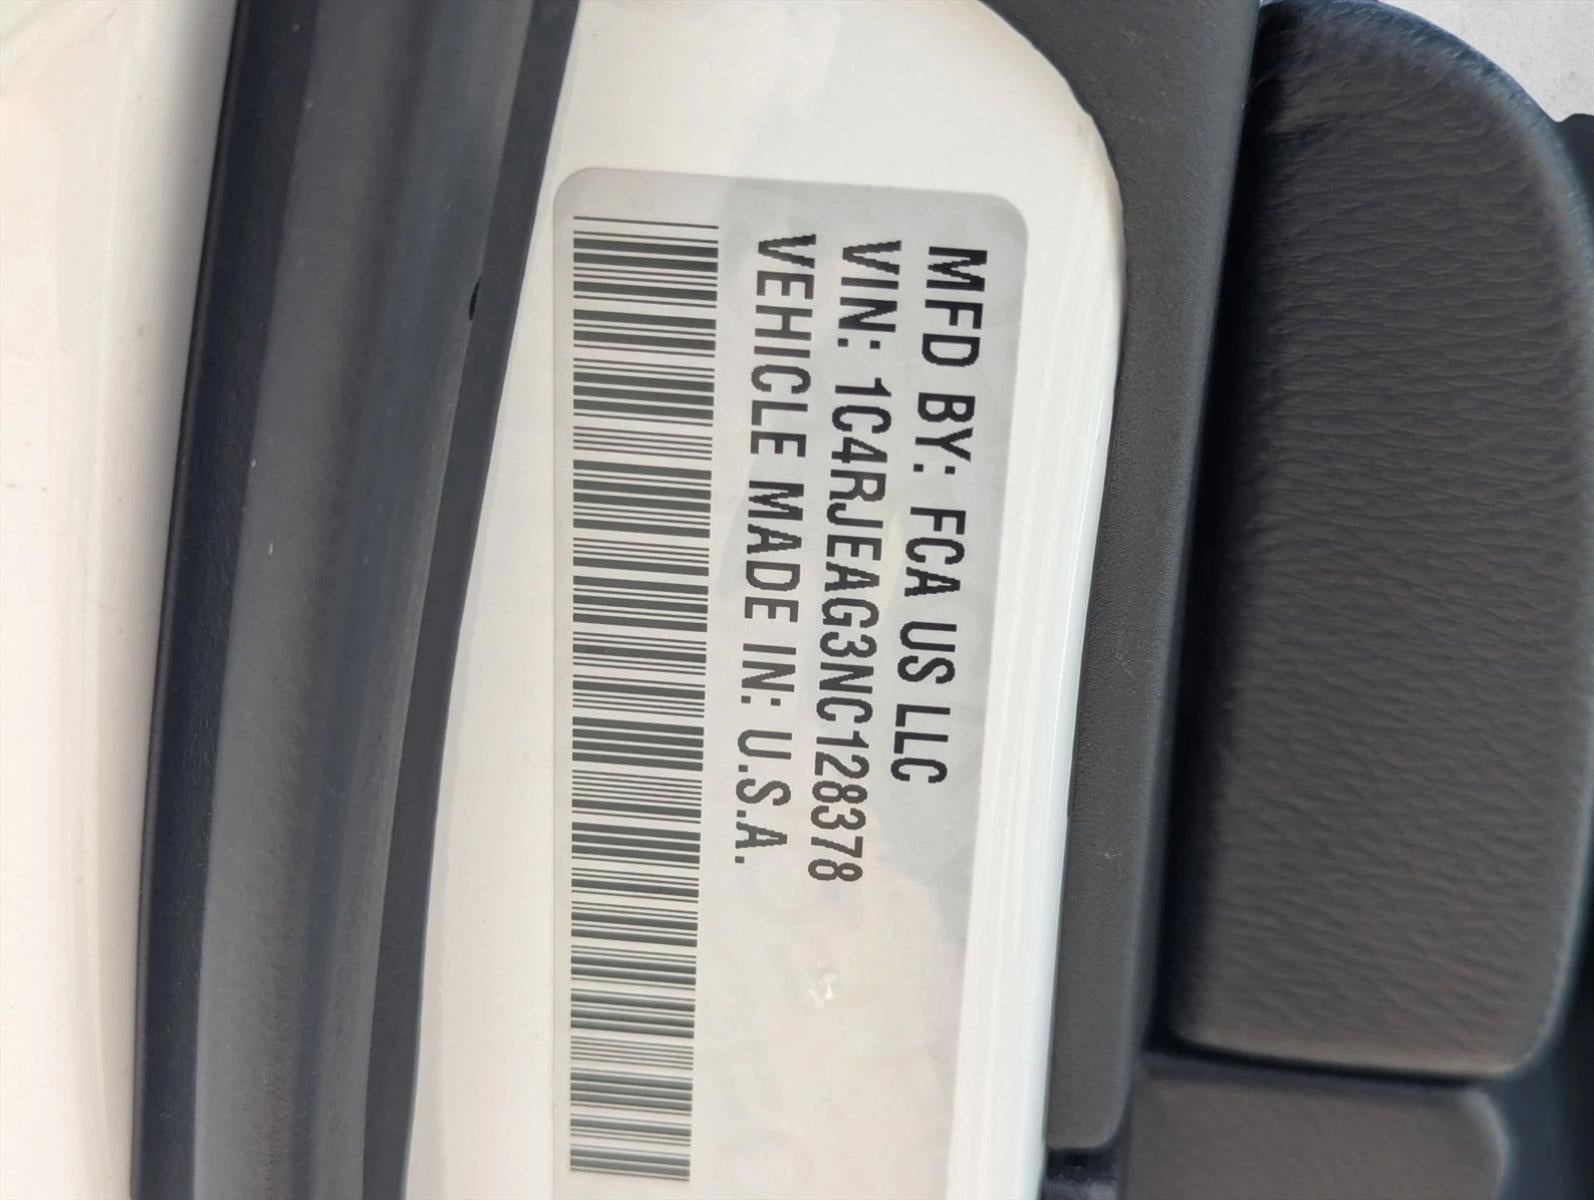 MFD BY: FCA US LLC
VIN: 1C4RJEAG3NC128378
VEHICLE MADE IN: U.S.A.